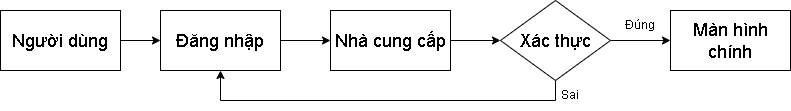 Người dùng
Đăng nhập
Nhà cung cấp
Xác thực
Đúng
Màn hình
chính
Sai